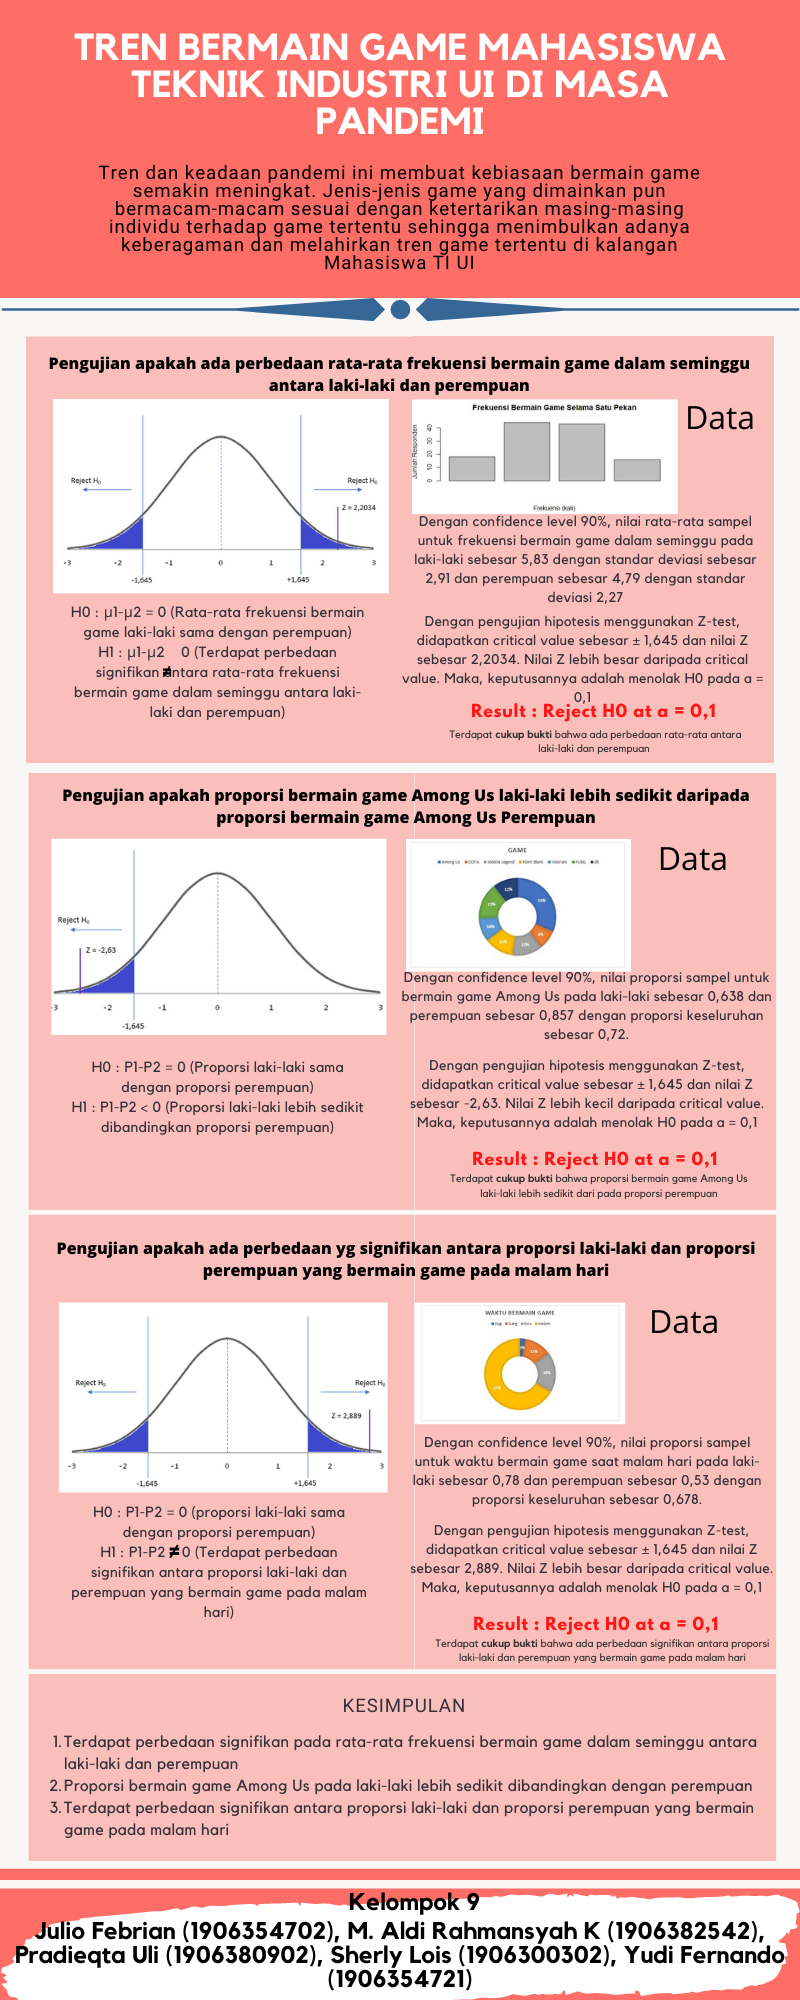 TREN BERMAIN GAME MAHASISWA
TEKNIK INDUSTRI UI DI MASA
PANDEMI
Tren dan keadaan pandemi ini membuat kebiasaan bermain game
semakin meningkat. Jenis-jenis game yang dimainkan pun
bermacam-macam sesuai dengan ketertarikan masing-masing
individu terhadap game tertentu sehingga menimbulkan adanya
keberagaman dan melahirkan tren game tertentu di kalangan
Mahasiswa TI UI
Pengujian apakah ada perbedaan rata-rata frekuensi bermain game dalam seminggu
antara laki-laki dan perempuan
Reject H₀
Reject H₀
Z = 2,2034
-3 -2 -1 0 1 2 3
-1,645 +1,645
H0 : µ1-µ2 = 0 (Rata-rata frekuensi bermain
game laki-laki sama dengan perempuan)
H1 : µ1-µ2 0 (Terdapat perbedaan
signifikan ≠ antara rata-rata frekuensi
bermain game dalam seminggu antara laki-
laki dan perempuan)
Frekuensi Bermain Game Selama Satu Pekan
Jumlah Responden
0 10 20 30 40
Frekuensi (kali)
Data
Dengan confidence level 90%, nilai rata-rata sampel
untuk frekuensi bermain game dalam seminggu pada
laki-laki sebesar 5,83 dengan standar deviasi sebesar
2,91 dan perempuan sebesar 4,79 dengan standar
deviasi 2,27
Dengan pengujian hipotesis menggunakan Z-test,
didapatkan critical value sebesar ± 1,645 dan nilai Z
sebesar 2,2034. Nilai Z lebih besar daripada critical
value. Maka, keputusannya adalah menolak H0 pada a =
0,1
Result : Reject H0 at a = 0,1
Terdapat cukup bukti bahwa ada perbedaan rata-rata antara
laki-laki dan perempuan
Pengujian apakah proporsi bermain game Among Us laki-laki lebih sedikit daripada
proporsi bermain game Among Us Perempuan
Reject H₀
Z = -2,63
-3 -2 -1 0 1 2 3
-1,645
H0 : P1-P2 = 0 (Proporsi laki-laki sama
dengan proporsi perempuan)
H1 : P1-P2 < 0 (Proporsi laki-laki lebih sedikit
dibandingkan proporsi perempuan)
GAME
Among Us DOTA Mobile Legend Point Blank Valorant PUBG
Data
Dengan confidence level 90%, nilai proporsi sampel untuk
bermain game Among Us pada laki-laki sebesar 0,638 dan
perempuan sebesar 0,857 dengan proporsi keseluruhan
sebesar 0,72.
Dengan pengujian hipotesis menggunakan Z-test,
didapatkan critical value sebesar ± 1,645 dan nilai Z
sebesar -2,63. Nilai Z lebih kecil daripada critical value.
Maka, keputusannya adalah menolak H0 pada a = 0,1
Result : Reject H0 at a = 0,1
Terdapat cukup bukti bahwa proporsi bermain game Among Us
laki-laki lebih sedikit dari pada proporsi perempuan
Pengujian apakah ada perbedaan yg signifikan antara proporsi laki-laki dan proporsi
perempuan yang bermain game pada malam hari
Reject H₀
Reject H₀
Z = 2,889
-3 -2 -1 0 1 2 3
-1,645 +1,645
H0 : P1-P2 = 0 (proporsi laki-laki sama
dengan proporsi perempuan)
H1 : P1-P2 ≠ 0 (Terdapat perbedaan
signifikan antara proporsi laki-laki dan
perempuan yang bermain game pada malam
hari)
WAKTU BERMAIN GAME
Data
Dengan confidence level 90%, nilai proporsi sampel
untuk waktu bermain game saat malam hari pada laki-
laki sebesar 0,78 dan perempuan sebesar 0,53 dengan
proporsi keseluruhan sebesar 0,678.
Dengan pengujian hipotesis menggunakan Z-test,
didapatkan critical value sebesar ± 1,645 dan nilai Z
sebesar 2,889. Nilai Z lebih besar daripada critical value.
Maka, keputusannya adalah menolak H0 pada a = 0,1
Result : Reject H0 at a = 0,1
Terdapat cukup bukti bahwa ada perbedaan signifikan antara proporsi
laki-laki dan perempuan yang bermain game pada malam hari
KESIMPULAN
1. Terdapat perbedaan signifikan pada rata-rata frekuensi bermain game dalam seminggu antara
laki-laki dan perempuan
2. Proporsi bermain game Among Us pada laki-laki lebih sedikit dibandingkan dengan perempuan
3. Terdapat perbedaan signifikan antara proporsi laki-laki dan proporsi perempuan yang bermain
game pada malam hari
Kelompok 9
Julio Febrian (1906354702), M. Aldi Rahmansyah K (1906382542),
Pradieqta Uli (1906380902), Sherly Lois (1906300302), Yudi Fernando
(1906354721)